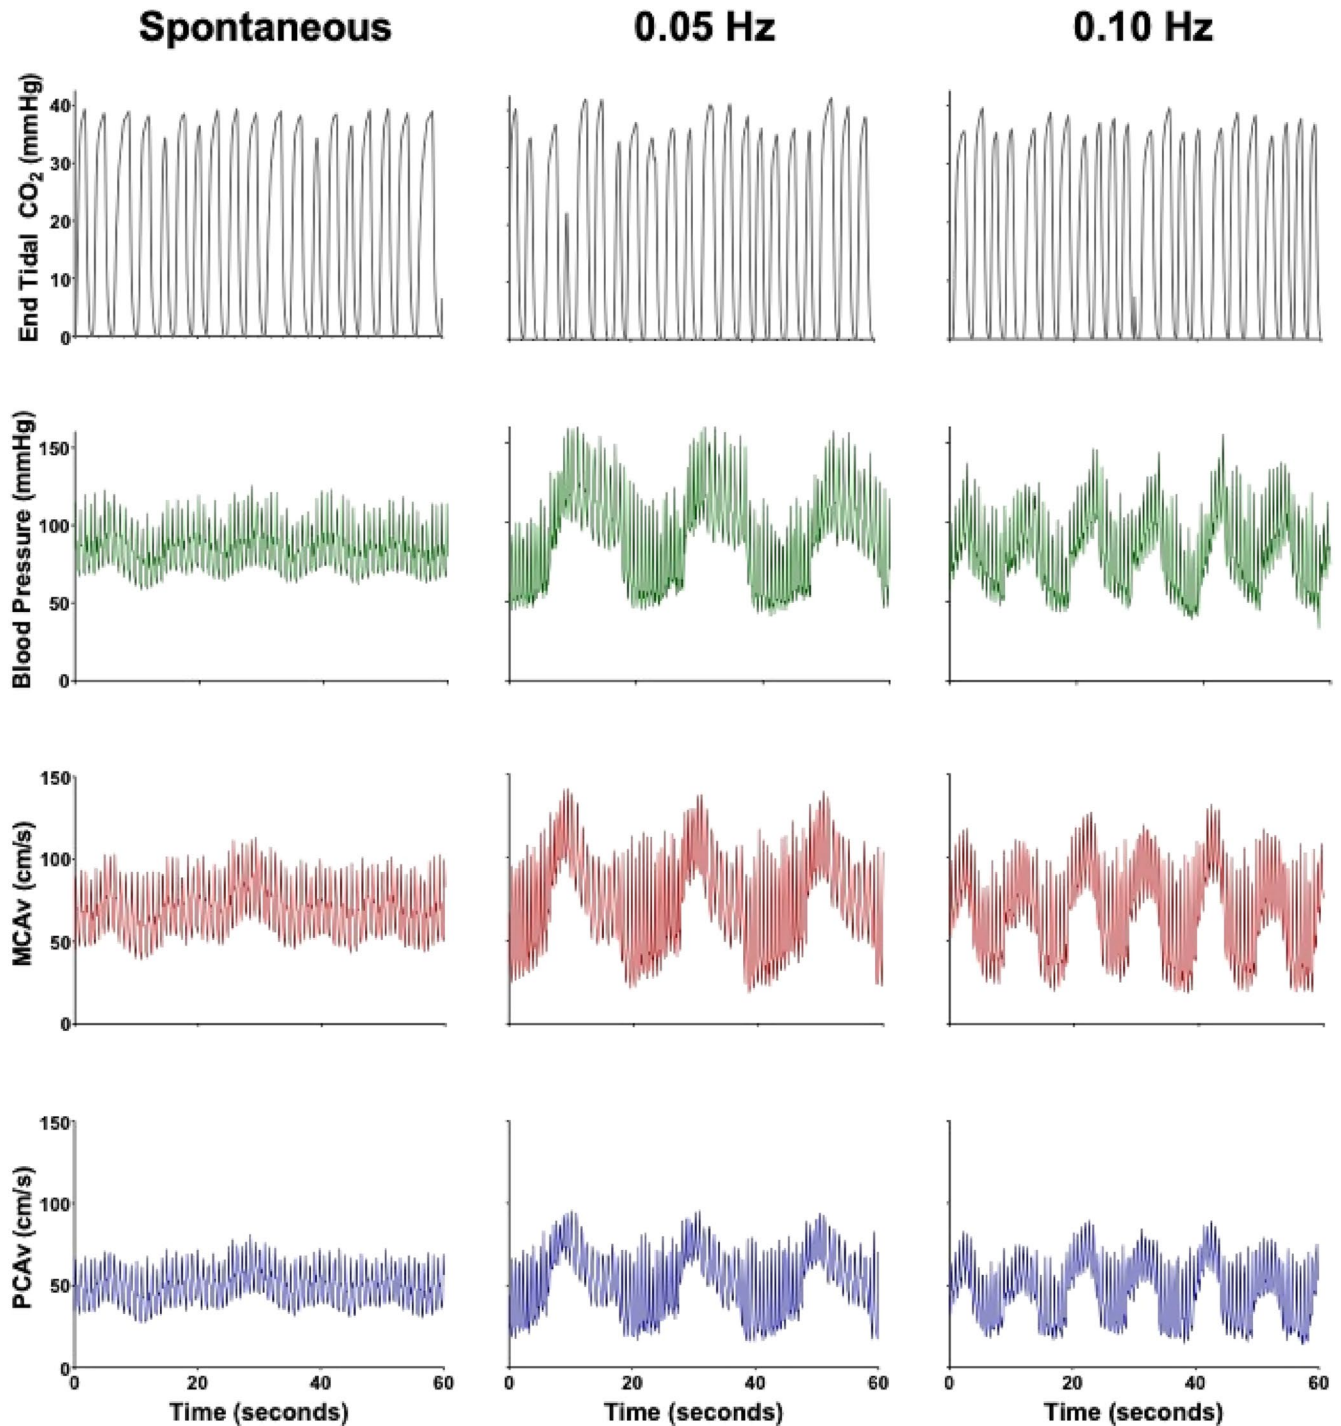 Spontaneous 0.05 Hz 0.10 Hz
End Tidal CO2 (mmHg)
40
30
20
10
0
Blood Pressure (mmHg)
150
100
50
0
MCAv (cm/s)
150
100
50
0
PCAv (cm/s)
150
100
50
0
0 20 40 60 0 20 40 60 0 20 40 60
Time (seconds) Time (seconds) Time (seconds)